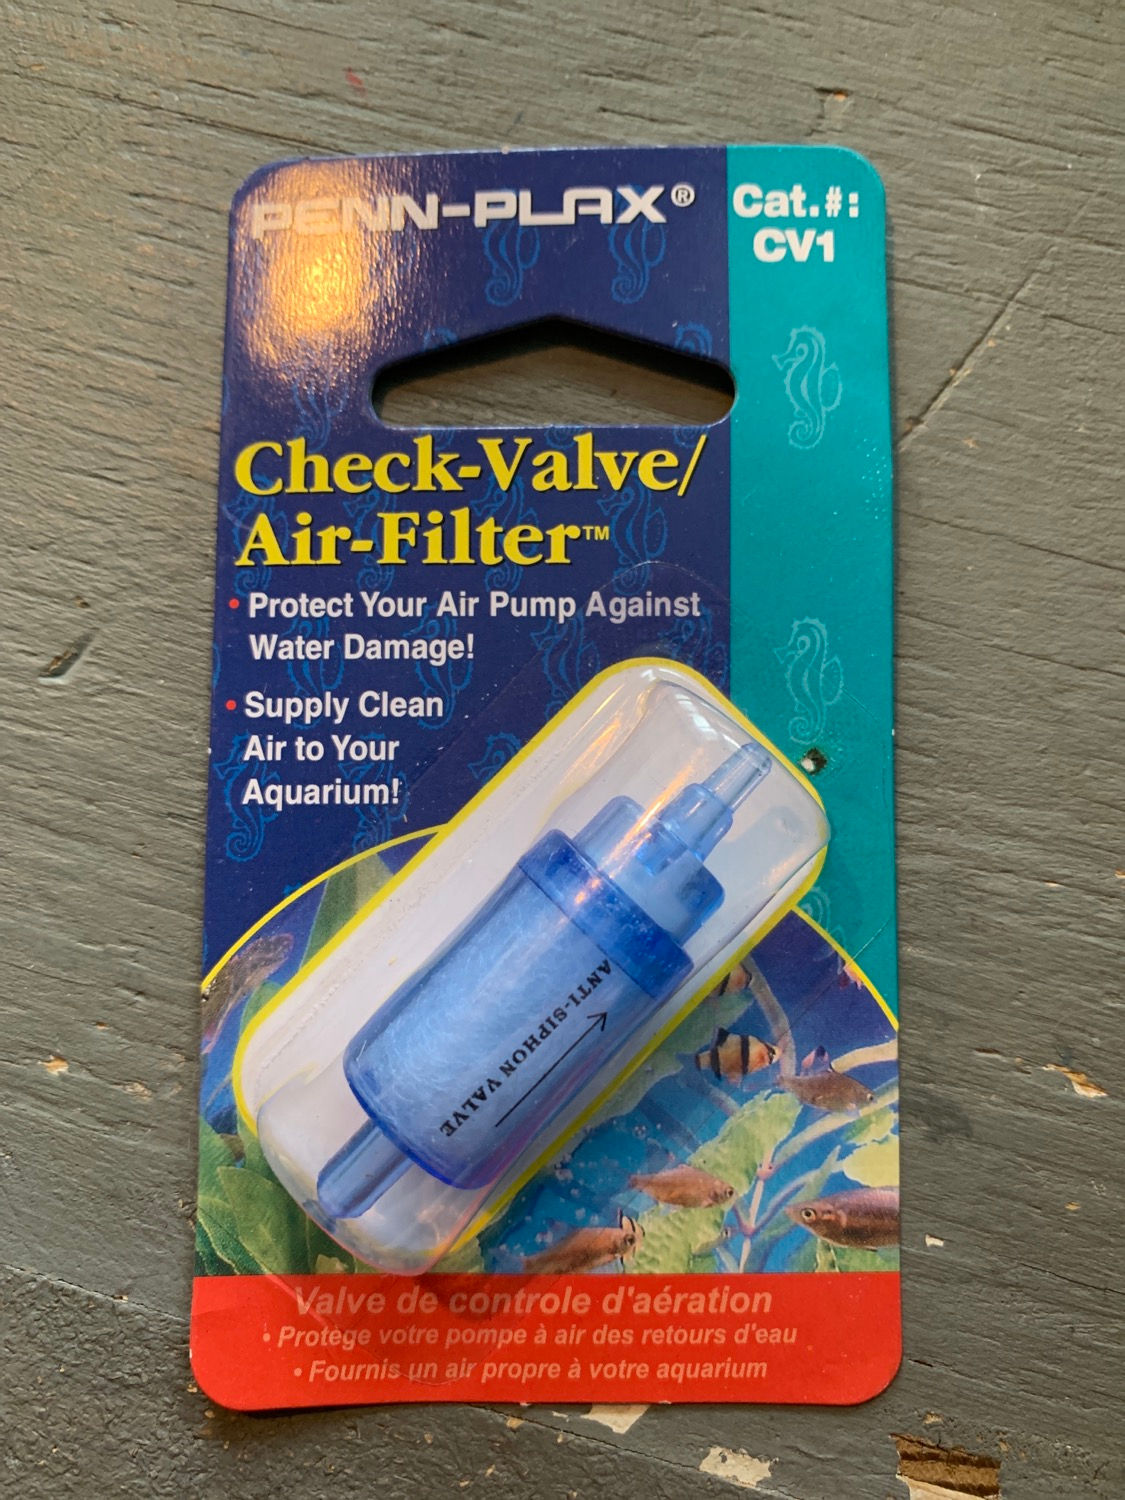 PENN-PLAX®
Cat.#:
CV1
Check-Valve/
Air-Filter™
• Protect Your Air Pump Against
Water Damage!
• Supply Clean
Air to Your
Aquarium!
ANTI-SIPHON VALVE
Valve de controle d'aération
• Protège votre pompe à air des retours d'eau
• Fournis un air propre à votre aquarium